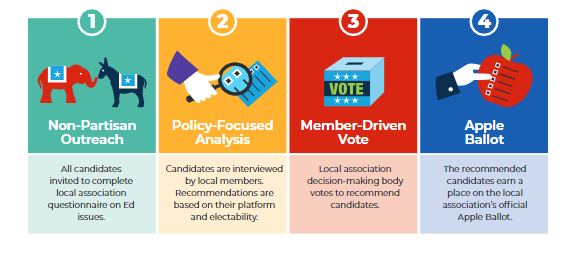 1
Non-Partisan
Outreach
All candidates
invited to complete
local association
questionnaire on Ed
issues.
2
Policy-Focused
Analysis
Candidates are interviewed
by local members.
Recommendations are
based on their platform
and electability.
3
VOTE
Member-Driven
Vote
Local association
decision-making body
votes to recommend
candidates.
4
Apple
Ballot
The recommended
candidates earn a
place on the local
association's official
Apple Ballot.